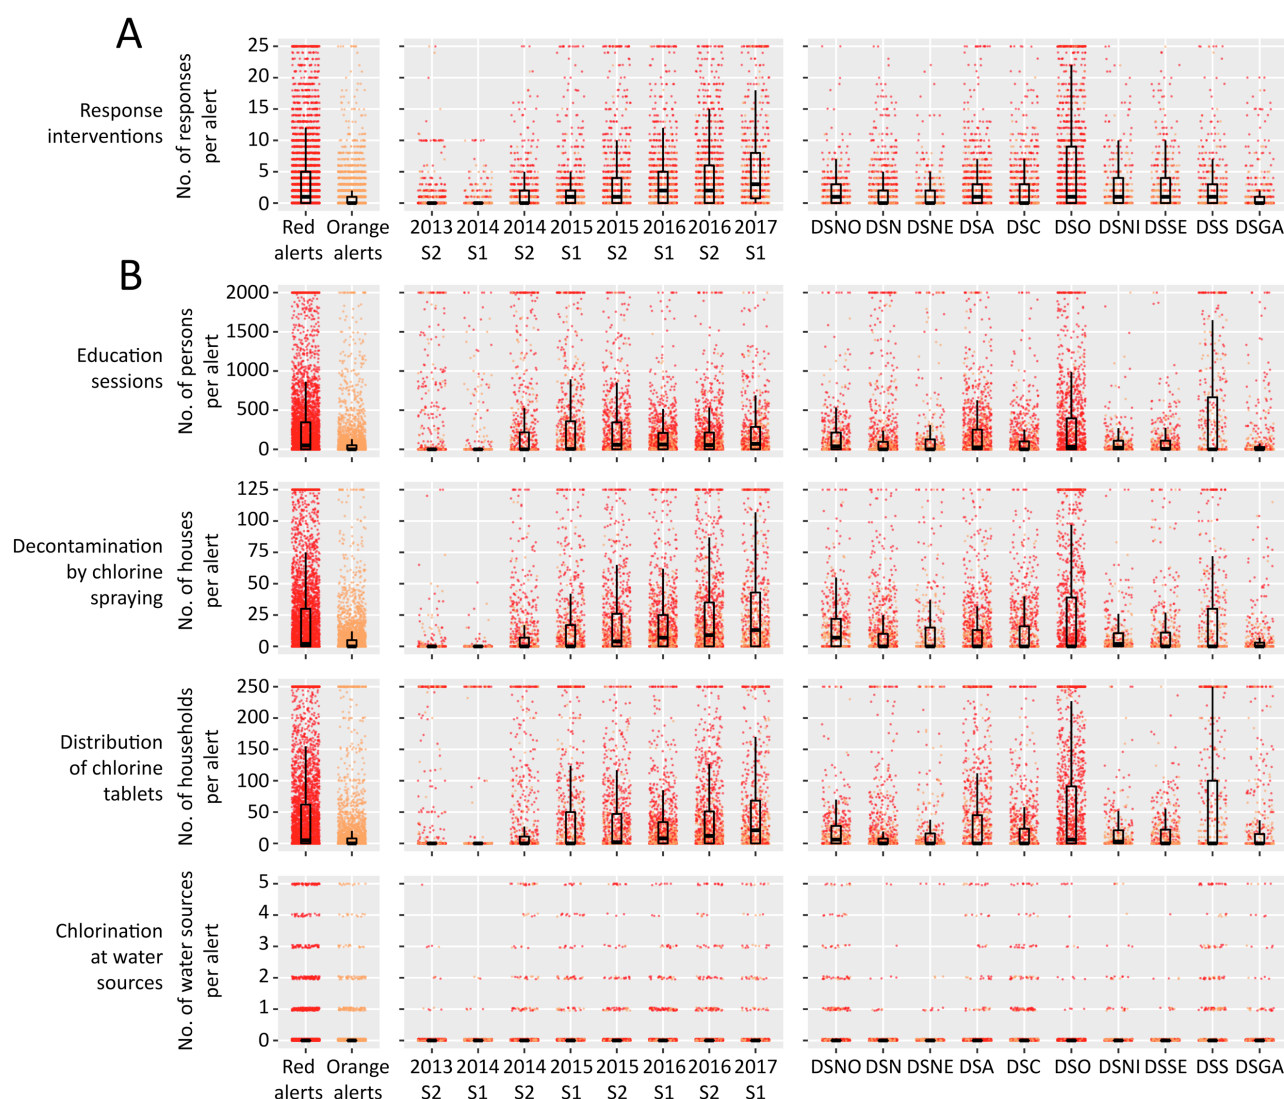 A
Response
interventions
No. of responses
per alert
25
20
15
10
5
0
Red
alerts
Orange
alerts
2013
S2
2014
S1
2014
S2
2015
S1
2015
S2
2016
S1
2016
S2
2017
S1
DSNO
DSN
DSNE
DSA
DSC
DSO
DSNI
DSSE
DSS
DSGA
B
Education
sessions
No. of persons
per alert
2000
1500
1000
500
0
Decontamination
by chlorine
spraying
No. of houses
per alert
125
100
75
50
25
0
Distribution
of chlorine
tablets
No. of households
per alert
250
200
150
100
50
0
Chlorination
at water
sources
No. of water sources
per alert
5
4
3
2
1
0
Red
alerts
Orange
alerts
2013
S2
2014
S1
2014
S2
2015
S1
2015
S2
2016
S1
2016
S2
2017
S1
DSNO
DSN
DSNE
DSA
DSC
DSO
DSNI
DSSE
DSS
DSGA